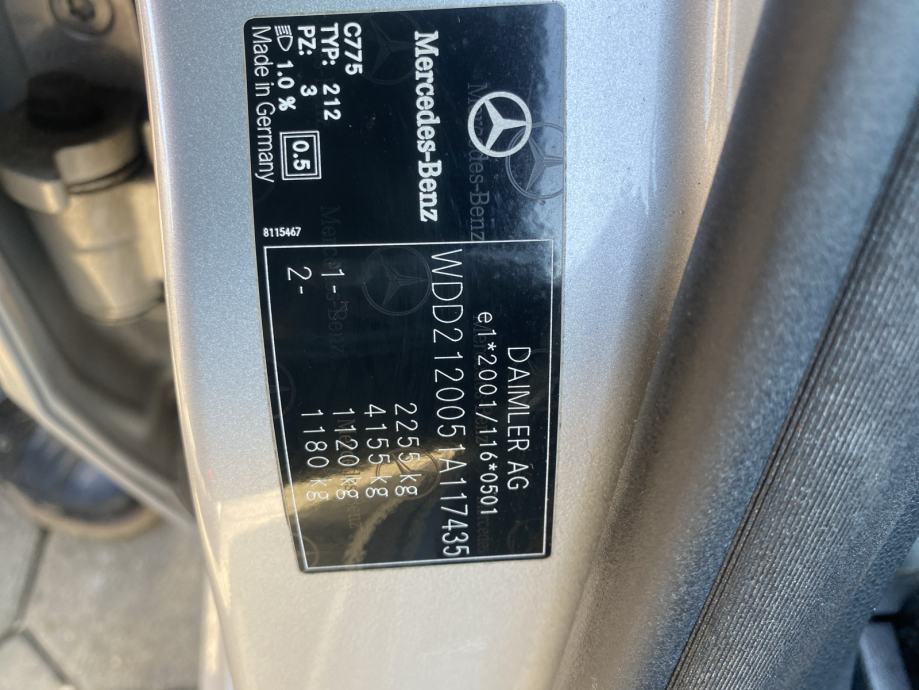 Mercedes-Benz
C775
TYP: 212
PZ: 3
1.0 %
0.5
Made in Germany
8115467
DAIMLER AG
e1*2001/116*0501
WDD2120051A117435
2255 kg
4155 kg
1- 1120 kg
2- 1180 kg